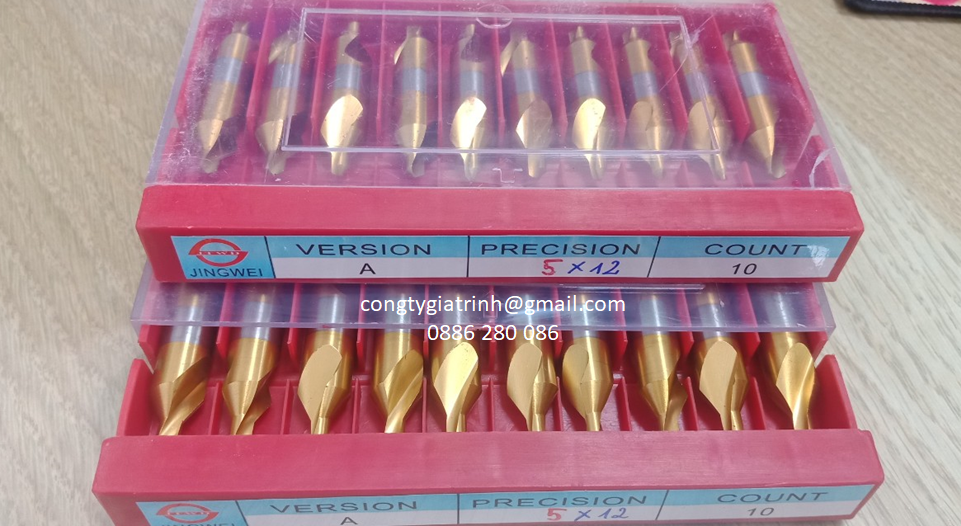 VERSION PRECISION COUNT
JINGWEI A 5 x 12 10
congtygiatrinh@gmail.com
0886 280 086
VERSION PRECISION COUNT
JINGWEI A 5 x 12 10